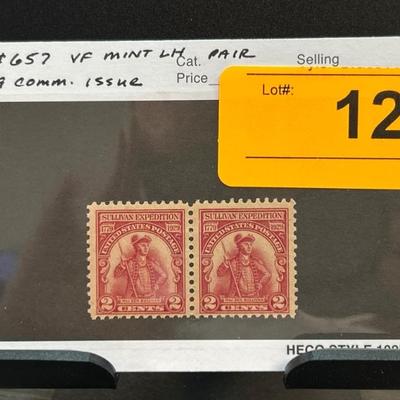 #657 VF MINT LH PAIR
Cat.
Selling
9 COMM. ISSUE
Price
Lot#:
12
SULLIVAN EXPEDITION
1779 1929
UNITED STATES POSTAGE
MAJ. GEN. SULLIVAN
2 CENTS 2
SULLIVAN EXPEDITION
1779 1929
UNITED STATES POSTAGE
MAJ. GEN. SULLIVAN
2 CENTS 2
HECO STYLE 102